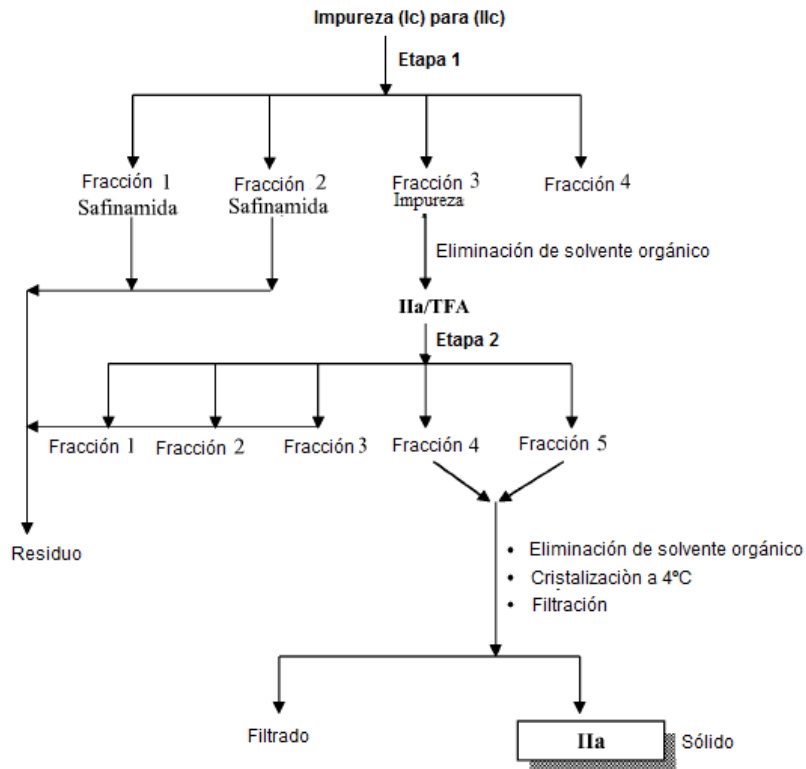 Impureza (Ic) para (IIc)
Etapa 1
Fracción 1
Safinamida
Fracción 2
Safinamida
Fracción 3
Impureza
Fracción 4
Eliminación de solvente orgánico
IIa/TFA
Etapa 2
Fracción 1
Fracción 2
Fracción 3
Fracción 4
Fracción 5
Residuo
• Eliminación de solvente orgánico
• Cristalizaciòn a 4ºC
• Filtración
Filtrado
IIa
Sólido